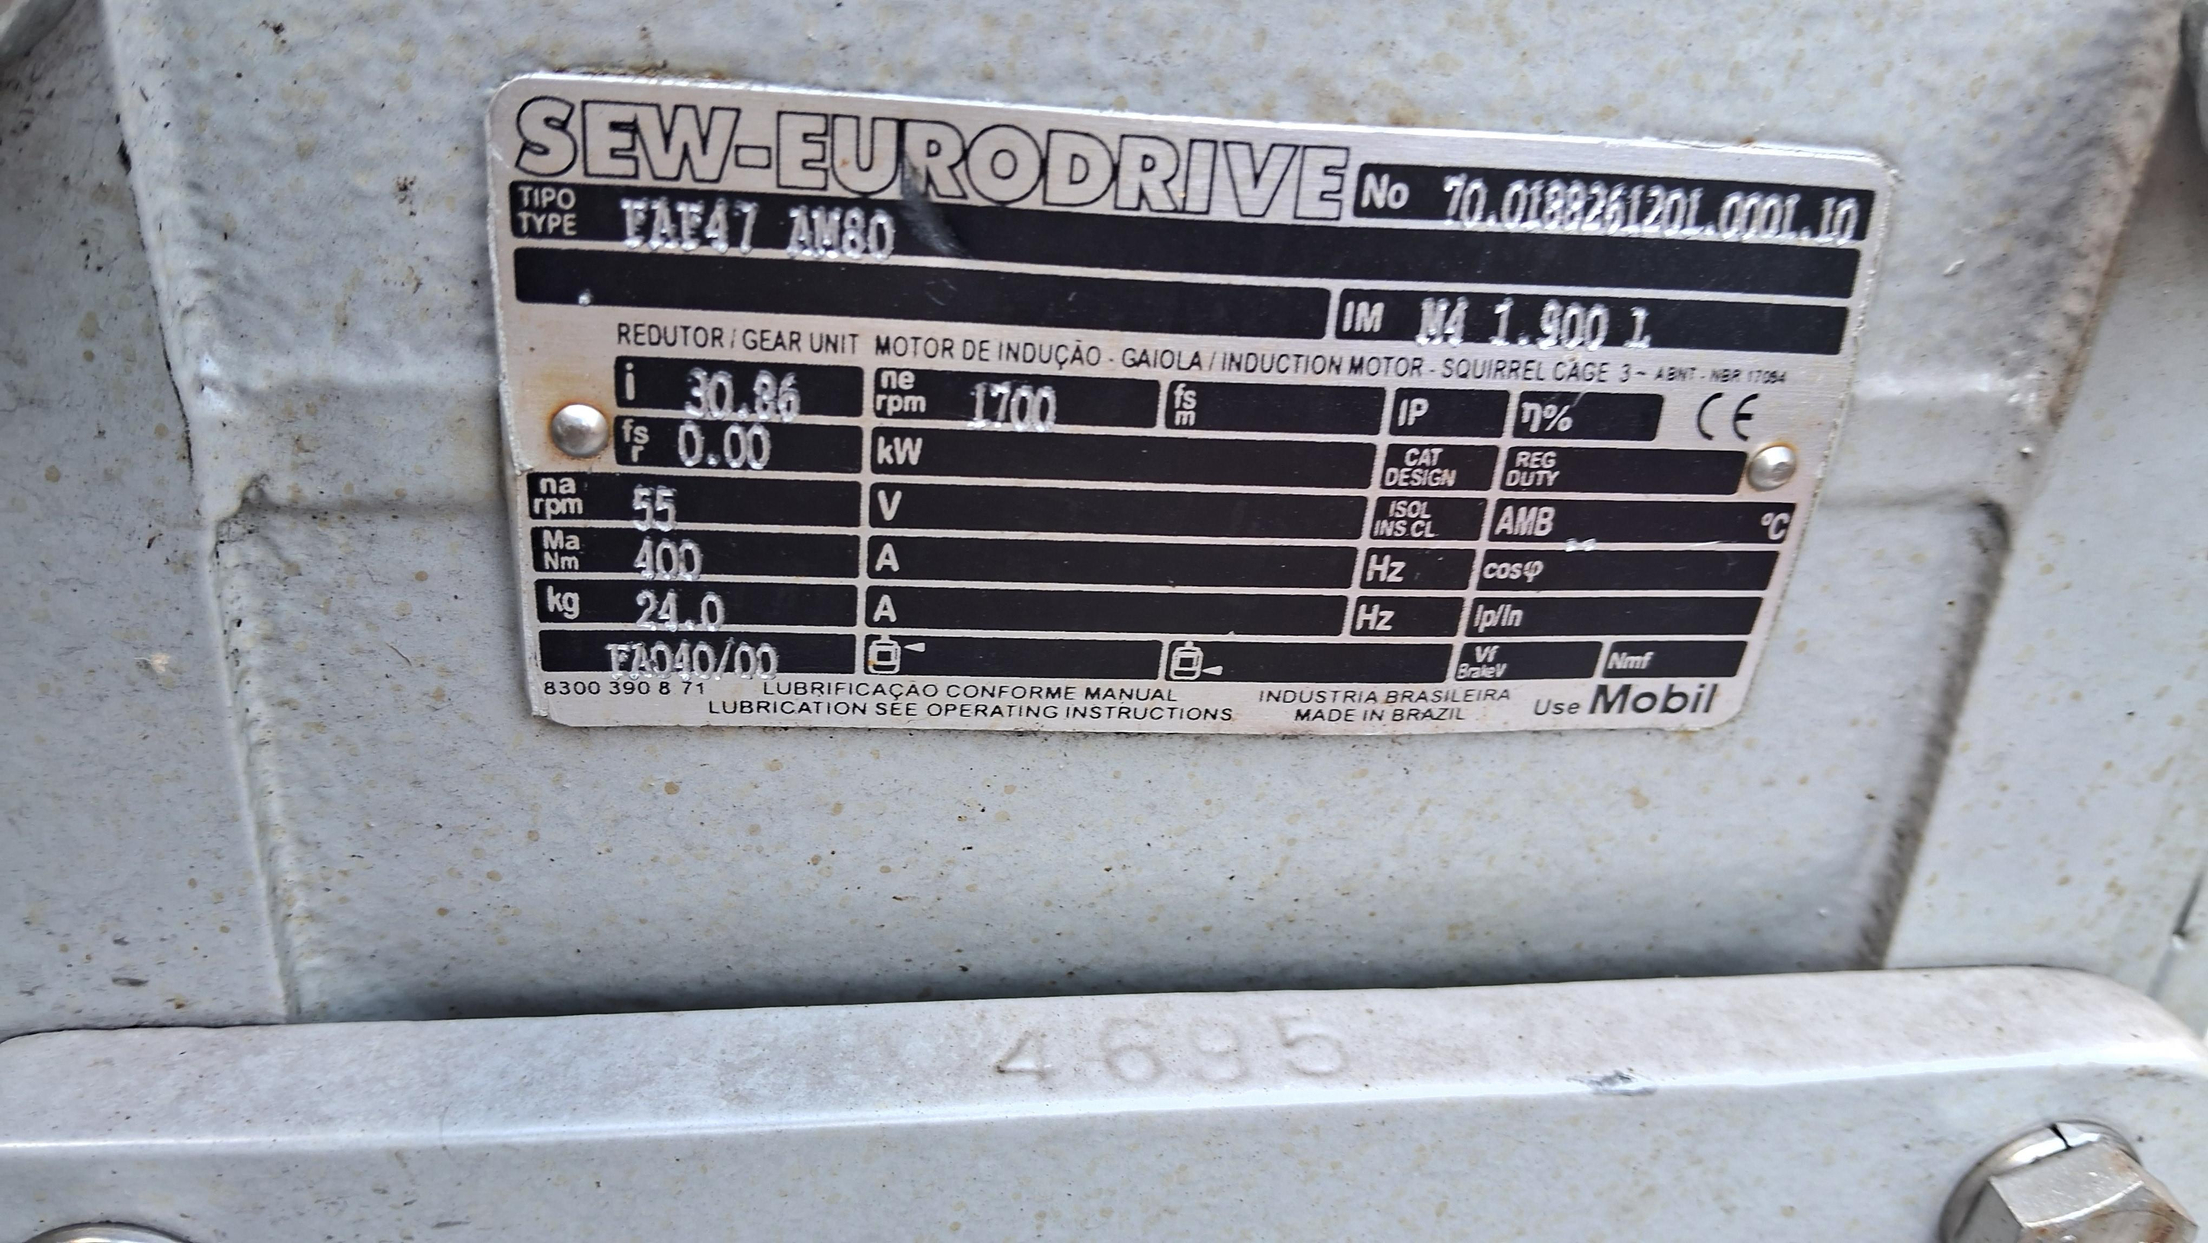 SEW-EURODRIVE
No 70.0188261201.0001.10
TIPO
TYPE FAF47 AM80
IM M4 1.900 L
REDUTOR / GEAR UNIT MOTOR DE INDUÇÃO - GAIOLA / INDUCTION MOTOR - SQUIRREL CAGE 3~ ABNT - NBR 17094
i 30.86 ne rpm 1700 fs m IP η% CE
fs r 0.00 kW CAT DESIGN REG DUTY
na rpm 55 V ISOL INS.CL AMB °C
Ma Nm 400 A Hz cosφ
kg 24.0 A Hz Ip/In
FA040/00 Vf BrakeV Nmf
8300 390 8 71 LUBRIFICAÇÃO CONFORME MANUAL INDÚSTRIA BRASILEIRA Use Mobil
LUBRICATION SEE OPERATING INSTRUCTIONS MADE IN BRAZIL
4695